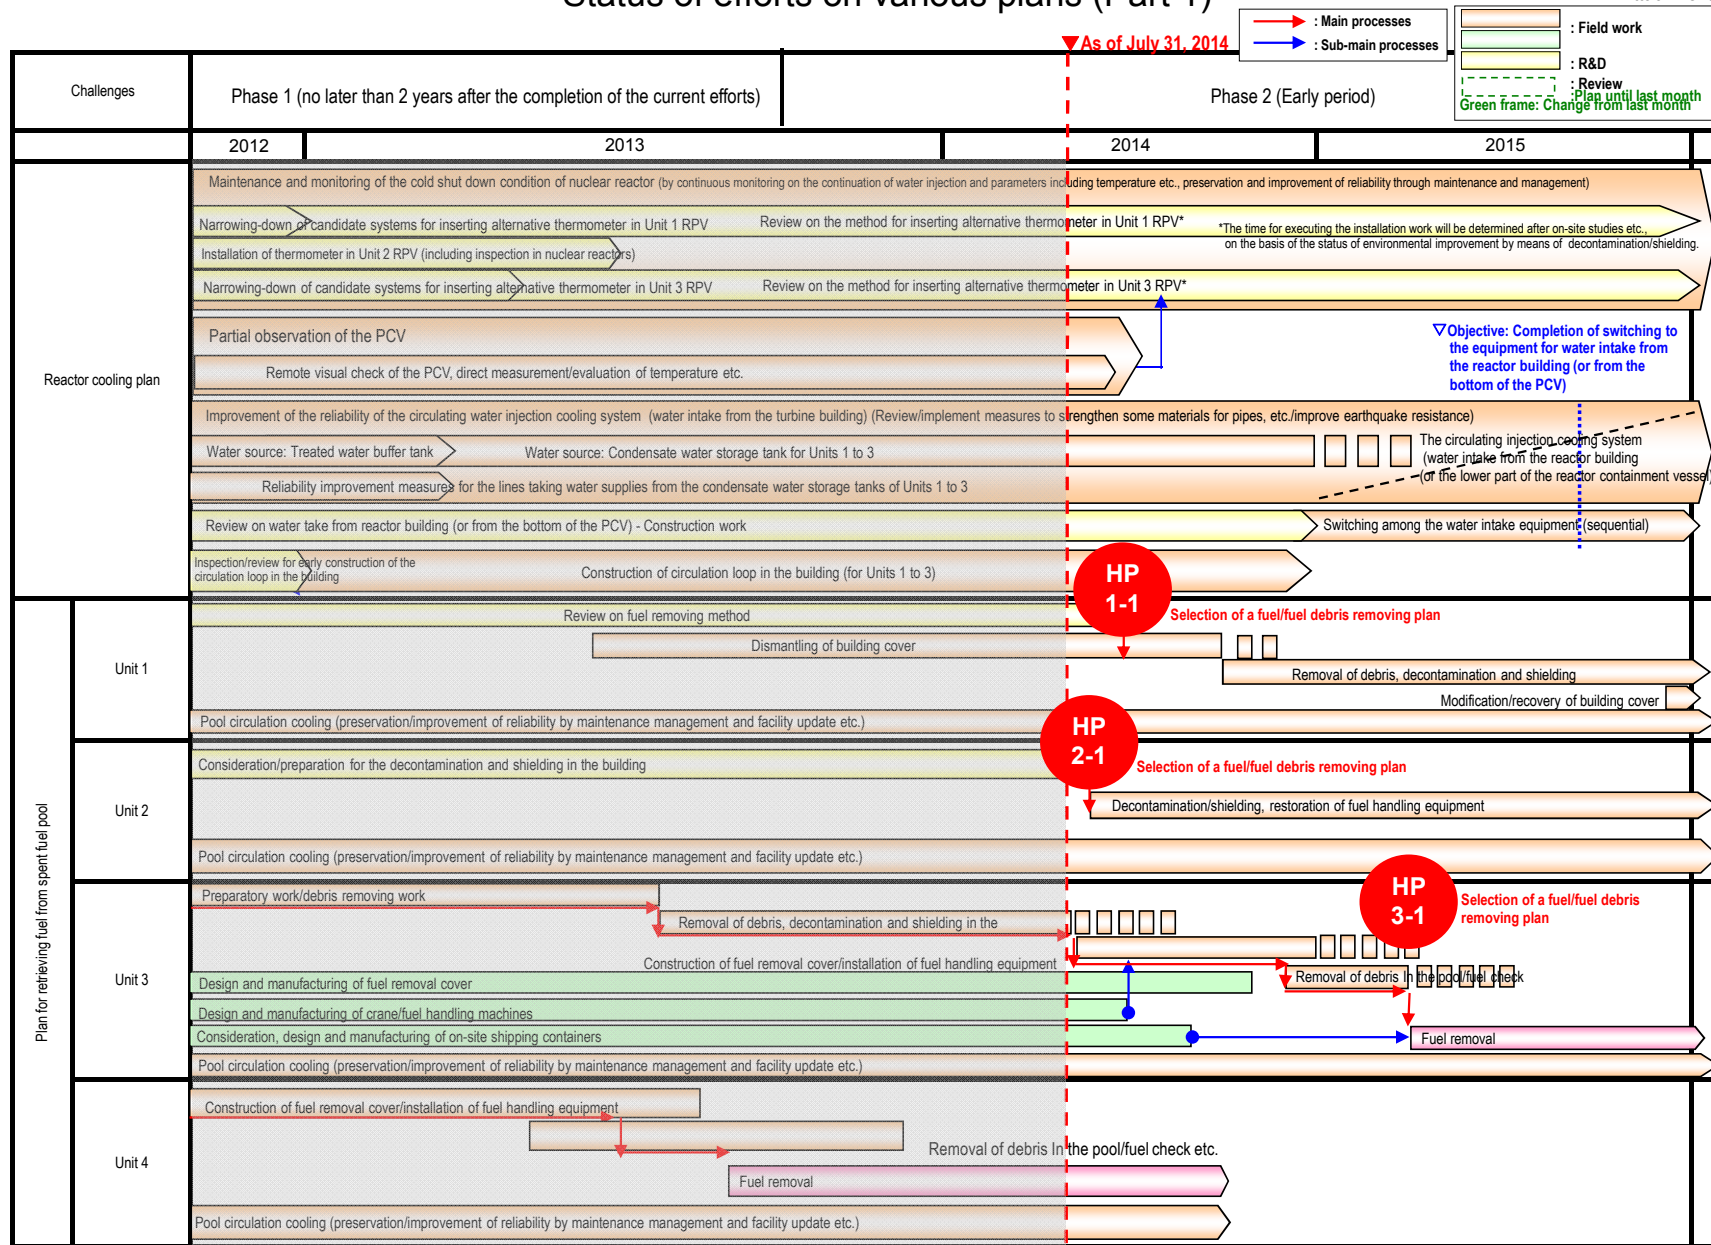 Status of efforts on various plans (Part 1)
: Main processes
: Sub-main processes
: Field work
: R&D
: Review
:Plan until last month
Green frame: Change from last month
As of July 31, 2014
Challenges
Phase 1 (no later than 2 years after the completion of the current efforts)
Phase 2 (Early period)
2012
2013
2014
2015
Reactor cooling plan
Maintenance and monitoring of the cold shut down condition of nuclear reactor (by continuous monitoring on the continuation of water injection and parameters including temperature etc., preservation and improvement of reliability through maintenance and management)
Narrowing-down of candidate systems for inserting alternative thermometer in Unit 1 RPV
Review on the method for inserting alternative thermometer in Unit 1 RPV*
*The time for executing the installation work will be determined after on-site studies etc.,
on the basis of the status of environmental improvement by means of decontamination/shielding.
Installation of thermometer in Unit 2 RPV (including inspection in nuclear reactors)
Narrowing-down of candidate systems for inserting alternative thermometer in Unit 3 RPV
Review on the method for inserting alternative thermometer in Unit 3 RPV*
Partial observation of the PCV
Remote visual check of the PCV, direct measurement/evaluation of temperature etc.
Objective: Completion of switching to
the equipment for water intake from
the reactor building (or from the
bottom of the PCV)
Improvement of the reliability of the circulating water injection cooling system (water intake from the turbine building) (Review/implement measures to strengthen some materials for pipes, etc./improve earthquake resistance)
Water source: Treated water buffer tank
Water source: Condensate water storage tank for Units 1 to 3
The circulating injection cooling system
(water intake from the reactor building
(or the lower part of the reactor containment vessel)
Reliability improvement measures for the lines taking water supplies from the condensate water storage tanks of Units 1 to 3
Review on water take from reactor building (or from the bottom of the PCV) - Construction work
Switching among the water intake equipment (sequential)
Inspection/review for early construction of the
circulation loop in the building
Construction of circulation loop in the building (for Units 1 to 3)
HP
1-1
Plan for retrieving fuel from spent fuel pool
Unit 1
Review on fuel removing method
Selection of a fuel/fuel debris removing plan
Dismantling of building cover
Removal of debris, decontamination and shielding
Modification/recovery of building cover
Pool circulation cooling (preservation/improvement of reliability by maintenance management and facility update etc.)
HP
2-1
Unit 2
Consideration/preparation for the decontamination and shielding in the building
Selection of a fuel/fuel debris removing plan
Decontamination/shielding, restoration of fuel handling equipment
Pool circulation cooling (preservation/improvement of reliability by maintenance management and facility update etc.)
HP
3-1
Unit 3
Preparatory work/debris removing work
Selection of a fuel/fuel debris
removing plan
Removal of debris, decontamination and shielding in the
Construction of fuel removal cover/installation of fuel handling equipment
Removal of debris In the pool/fuel check
Design and manufacturing of fuel removal cover
Design and manufacturing of crane/fuel handling machines
Consideration, design and manufacturing of on-site shipping containers
Fuel removal
Pool circulation cooling (preservation/improvement of reliability by maintenance management and facility update etc.)
Unit 4
Construction of fuel removal cover/installation of fuel handling equipment
Removal of debris In the pool/fuel check etc.
Fuel removal
Pool circulation cooling (preservation/improvement of reliability by maintenance management and facility update etc.)